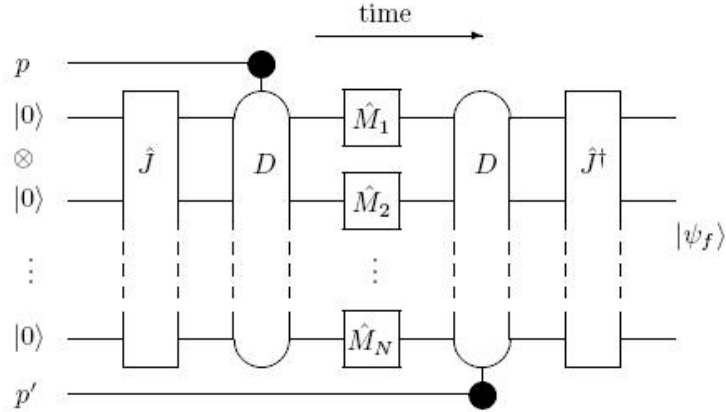 time
p
|0⟩ M̂₁
⊗ Ĵ D D Ĵ†
|0⟩ M̂₂
|ψ_f⟩
⋮ ⋮
|0⟩ M̂_N
p′